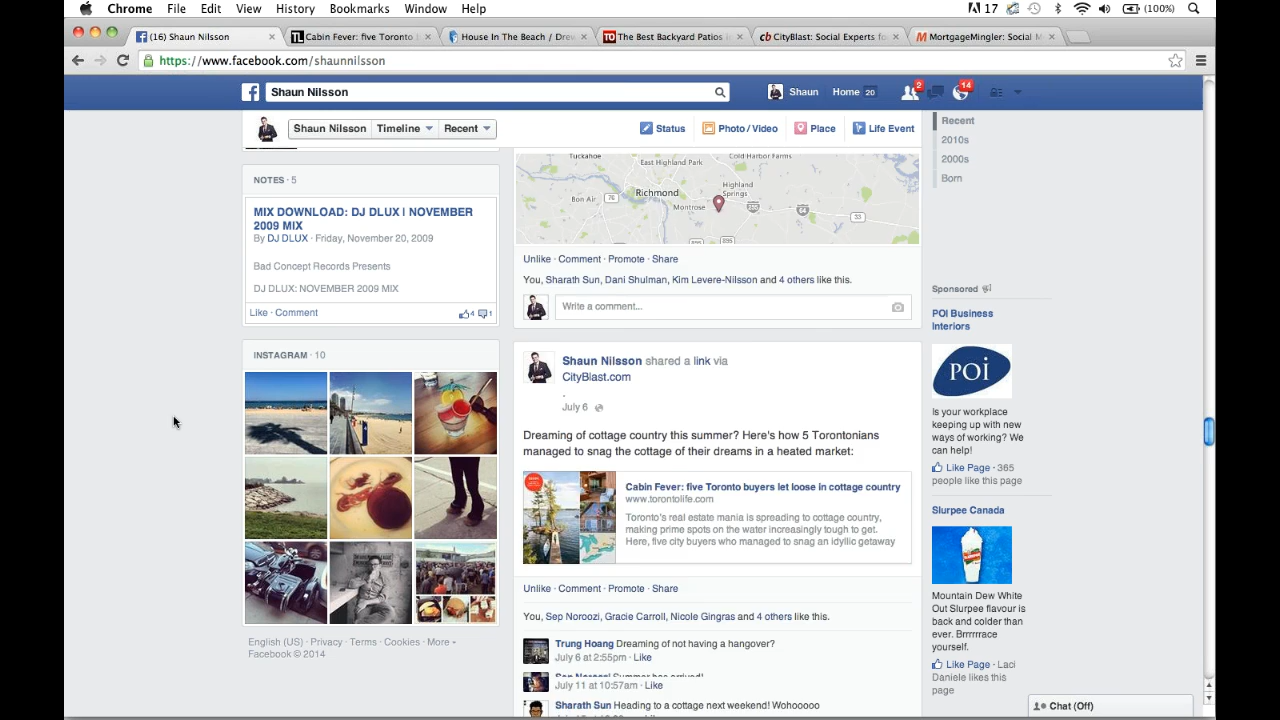 Chrome File Edit View History Bookmarks Window Help
17 (100%)
(16) Shaun Nilsson
Cabin Fever: five Toronto
House In The Beach / Drev
The Best Backyard Patios
CityBlast: Social Experts fo
MortgageMingler: Social M
https://www.facebook.com/shaunnilsson
Shaun Nilsson
Shaun Home 20 2 14
Shaun Nilsson Timeline Recent
Status Photo / Video Place Life Event
Recent
2010s
2000s
Born
NOTES · 5
MIX DOWNLOAD: DJ DLUX | NOVEMBER
2009 MIX
By DJ DLUX · Friday, November 20, 2009
Bad Concept Records Presents
DJ DLUX: NOVEMBER 2009 MIX
Like · Comment 4 1
INSTAGRAM · 10
English (US) · Privacy · Terms · Cookies · More
Facebook © 2014
Tuckahoe
East Highland Park
Cold Harbor Farms
Richmond
Highland
Springs
Bon Air
76
Montrose
295
64
33
895
895
Unlike · Comment · Promote · Share
You, Sharath Sun, Dani Shulman, Kim Levere-Nilsson and 4 others like this.
Write a comment...
Shaun Nilsson shared a link via
CityBlast.com
.
July 6
Dreaming of cottage country this summer? Here's how 5 Torontonians
managed to snag the cottage of their dreams in a heated market:
Cabin Fever: five Toronto buyers let loose in cottage country
www.torontolife.com
Toronto's real estate mania is spreading to cottage country,
making prime spots on the water increasingly tough to get.
Here, five city buyers who managed to snag an idyllic getaway
Unlike · Comment · Promote · Share
You, Sep Noroozi, Gracie Carroll, Nicole Gingras and 4 others like this.
Trung Hoang Dreaming of not having a hangover?
July 6 at 2:55pm · Like
Sep Noroozi Summer has arrived!
July 11 at 10:57am · Like
Sharath Sun Heading to a cottage next weekend! Wohooooo
Sponsored
POI Business
Interiors
POI
Is your workplace
keeping up with new
ways of working? We
can help!
Like Page · 365
people like this page
Slurpee Canada
Mountain Dew White
Out Slurpee flavour is
back and colder than
ever. Brrrrrrace
yourself.
Like Page · Laci
Daniele likes this
page
Chat (Off)